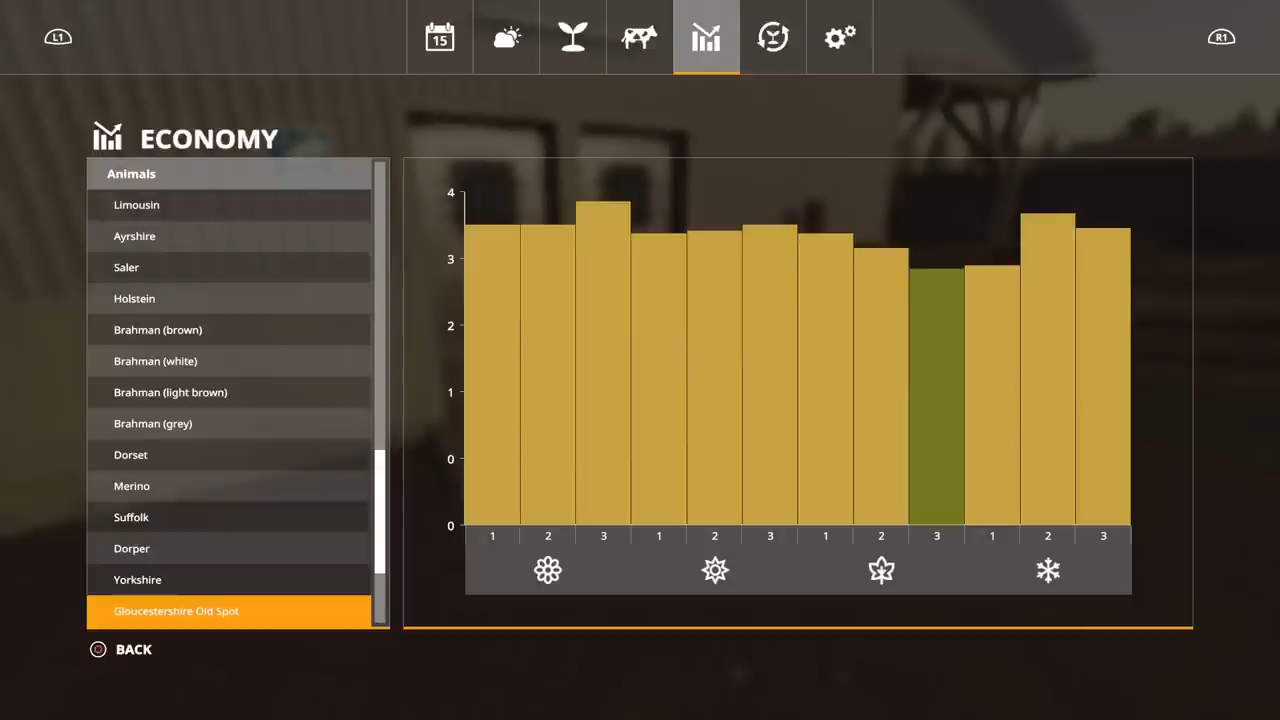 L1
15
R1
ECONOMY
Animals
Limousin
Ayrshire
Saler
Holstein
Brahman (brown)
Brahman (white)
Brahman (light brown)
Brahman (grey)
Dorset
Merino
Suffolk
Dorper
Yorkshire
Gloucestershire Old Spot
4
3
2
1
0
0
1 2 3 1 2 3 1 2 3 1 2 3
BACK